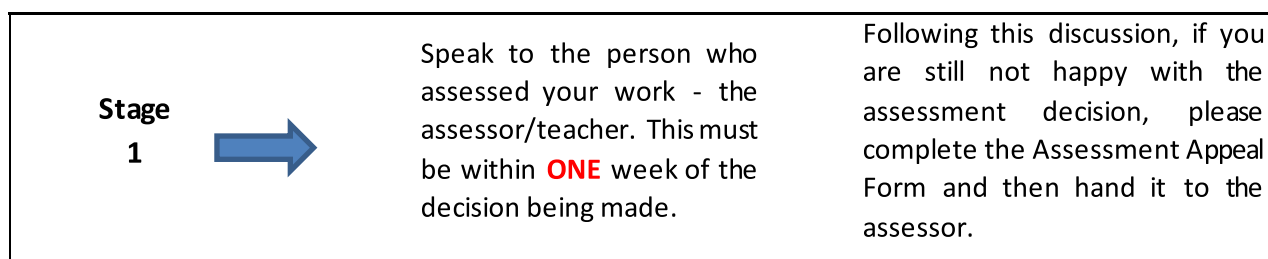 Stage
1
Speak to the person who
assessed your work - the
assessor/teacher. This must
be within ONE week of the
decision being made.
Following this discussion, if you
are still not happy with the
assessment decision, please
complete the Assessment Appeal
Form and then hand it to the
assessor.